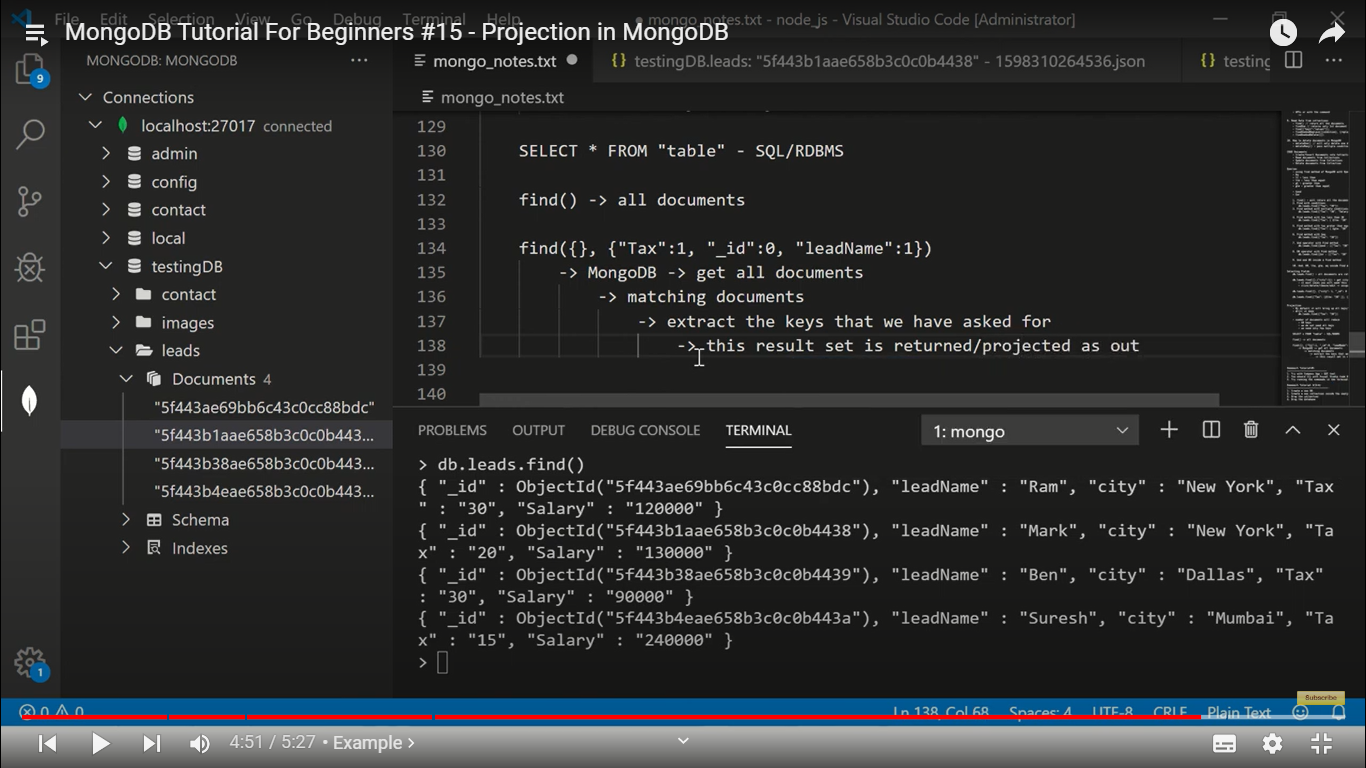 File Edit Selection View Go Debug Terminal Help
mongo_notes.txt - node_js - Visual Studio Code [Administrator]
MongoDB Tutorial For Beginners #15 - Projection in MongoDB
MONGODB: MONGODB
mongo_notes.txt
{} testingDB.leads: "5f443b1aae658b3c0c0b4438" - 1598310264536.json
{} testing
9
mongo_notes.txt
Connections
localhost:27017 connected
admin
config
contact
local
testingDB
contact
images
leads
Documents 4
"5f443ae69bb6c43c0cc88bdc"
"5f443b1aae658b3c0c0b443...
"5f443b38ae658b3c0c0b443...
"5f443b4eae658b3c0c0b443...
Schema
Indexes
1
129
130 SELECT * FROM "table" - SQL/RDBMS
131
132 find() -> all documents
133
134 find({}, {"Tax":1, "_id":0, "leadName":1})
135 -> MongoDB -> get all documents
136 -> matching documents
137 -> extract the keys that we have asked for
138 -> this result set is returned/projected as out
139
140
PROBLEMS OUTPUT DEBUG CONSOLE TERMINAL
1: mongo
> db.leads.find()
{ "_id" : ObjectId("5f443ae69bb6c43c0cc88bdc"), "leadName" : "Ram", "city" : "New York", "Tax
" : "30", "Salary" : "120000" }
{ "_id" : ObjectId("5f443b1aae658b3c0c0b4438"), "leadName" : "Mark", "city" : "New York", "Ta
x" : "20", "Salary" : "130000" }
{ "_id" : ObjectId("5f443b38ae658b3c0c0b4439"), "leadName" : "Ben", "city" : "Dallas", "Tax"
: "30", "Salary" : "90000" }
{ "_id" : ObjectId("5f443b4eae658b3c0c0b443a"), "leadName" : "Suresh", "city" : "Mumbai", "Ta
x" : "15", "Salary" : "240000" }
>
Subscribe
0 0 Ln 138, Col 68 Spaces: 4 UTF-8 CRLF Plain Text
4:51 / 5:27 • Example >